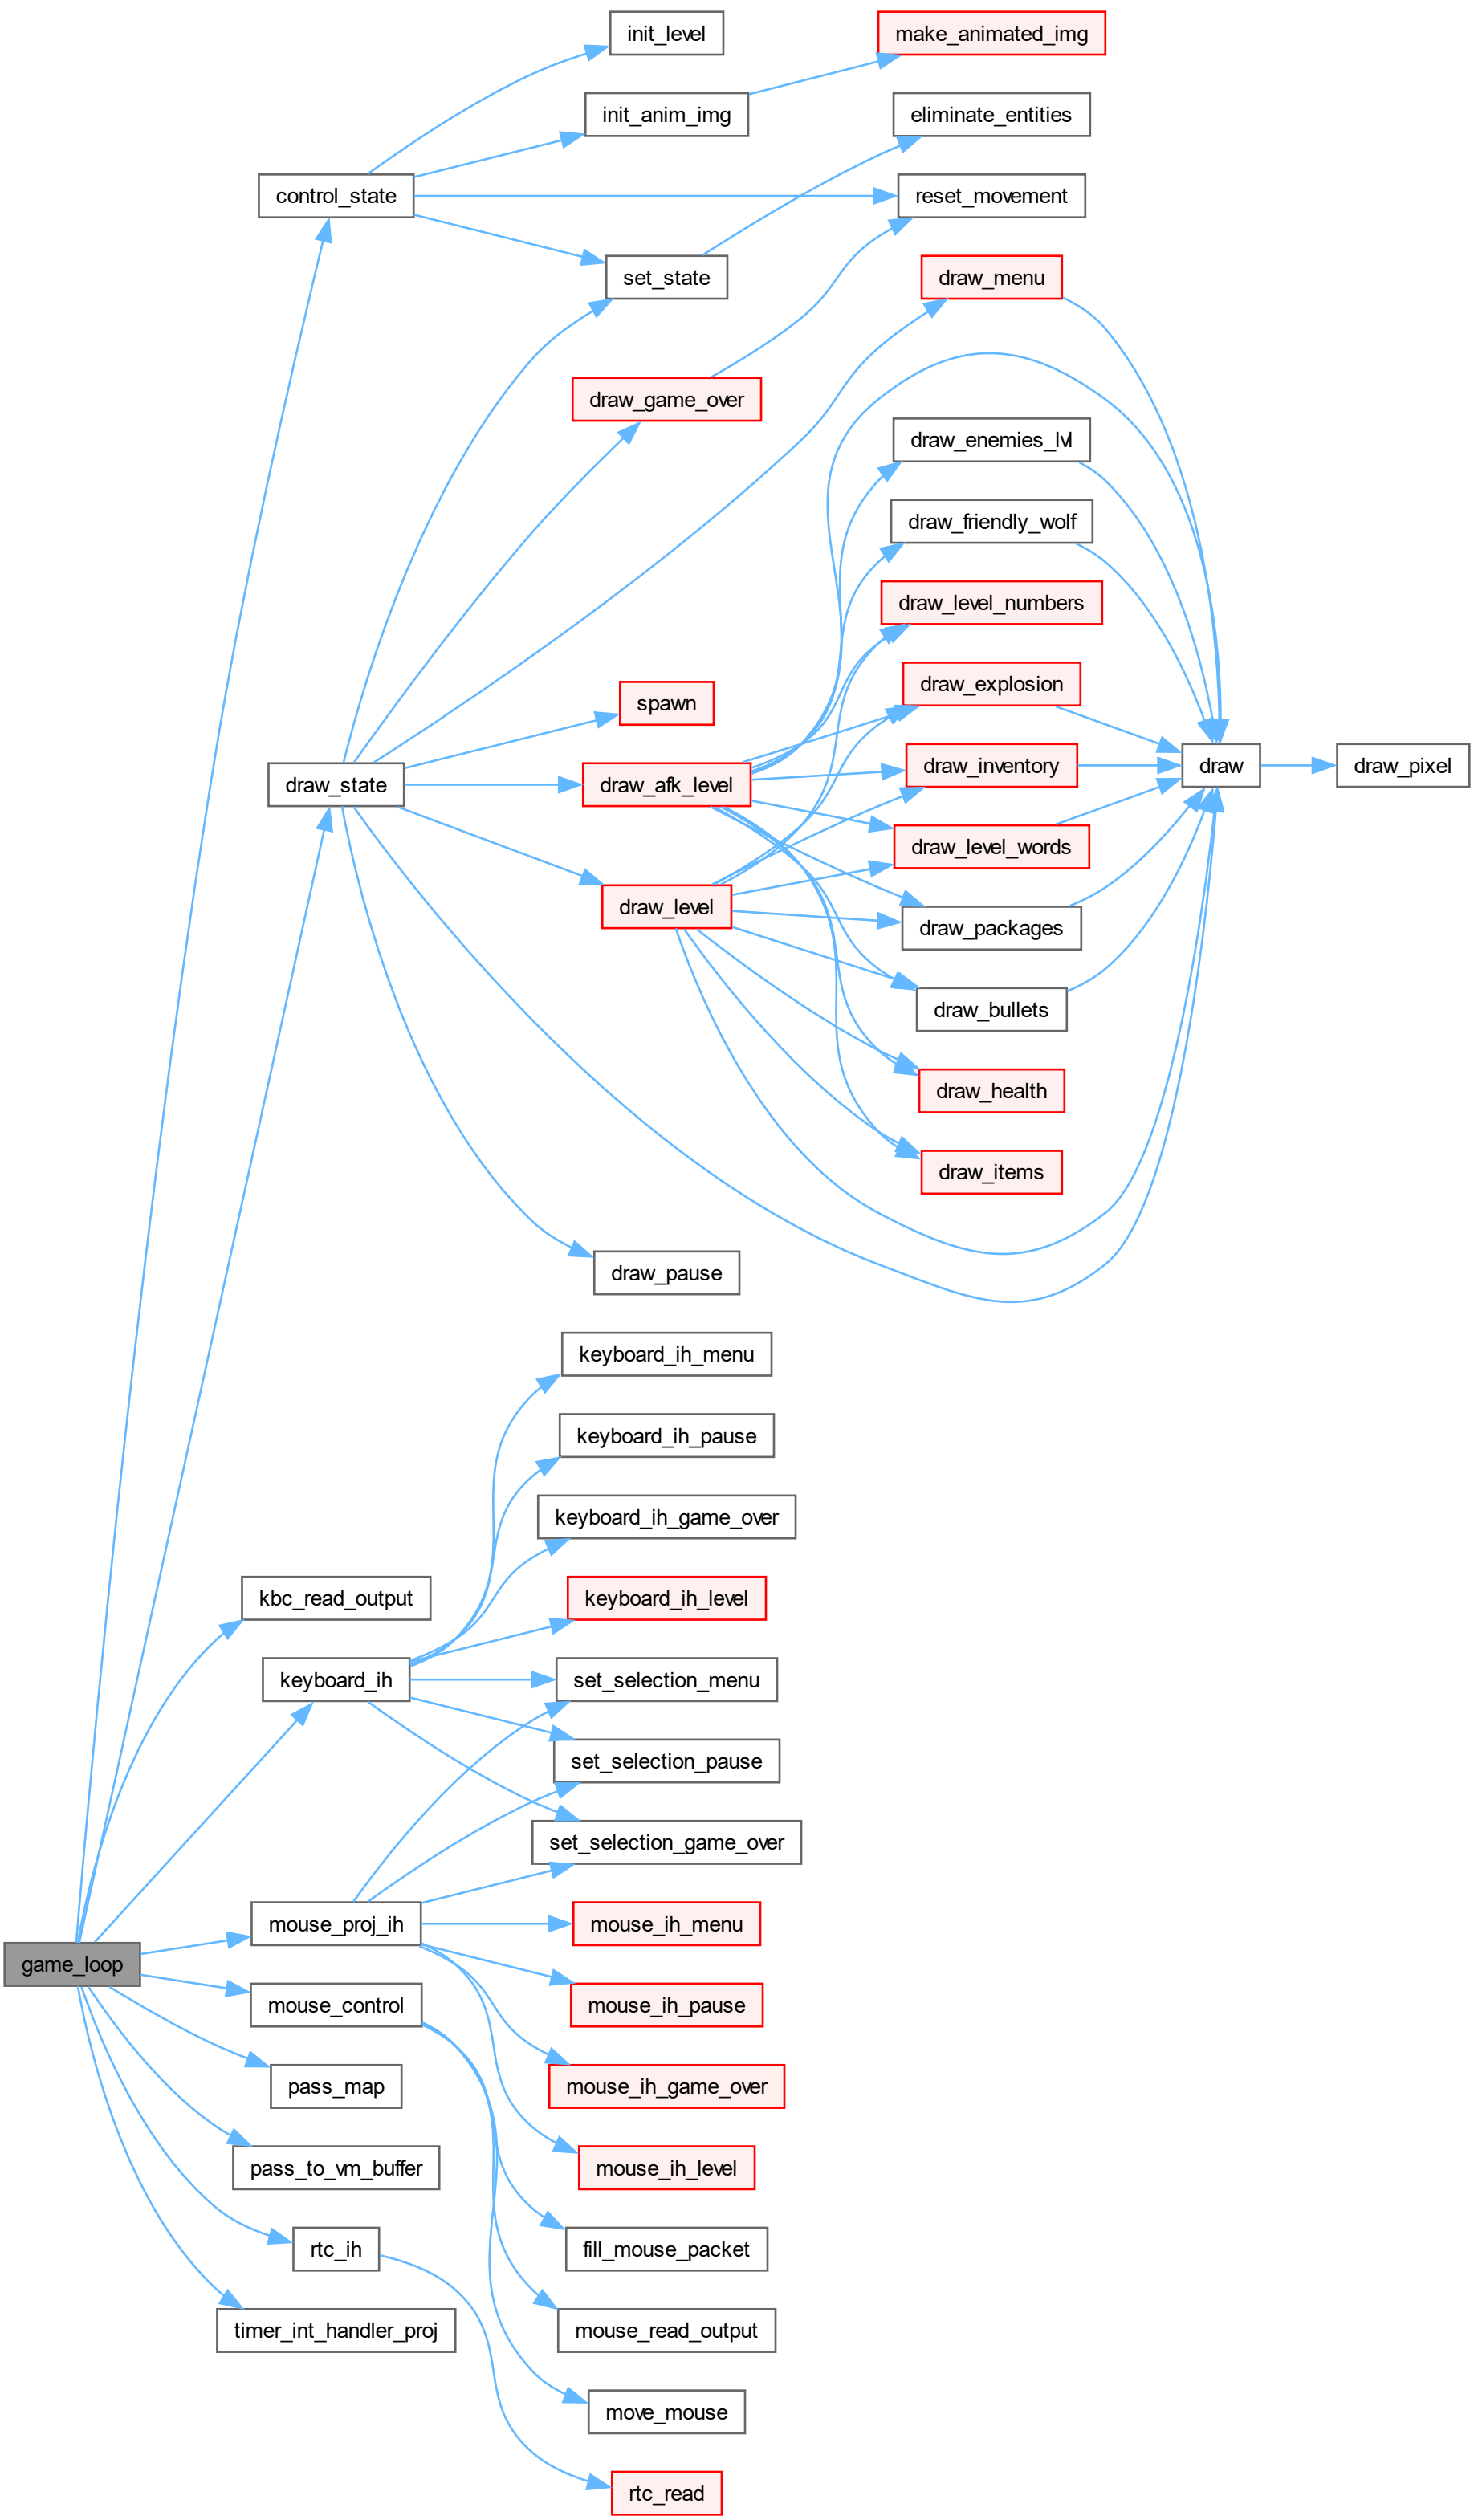 init_level
make_animated_img
init_anim_img
eliminate_entities
control_state
reset_movement
set_state
draw_menu
draw_game_over
draw_enemies_lvl
draw_friendly_wolf
draw_level_numbers
draw_explosion
spawn
draw_inventory
draw
draw_pixel
draw_state
draw_afk_level
draw_level_words
draw_level
draw_packages
draw_bullets
draw_health
draw_items
draw_pause
keyboard_ih_menu
keyboard_ih_pause
keyboard_ih_game_over
kbc_read_output
keyboard_ih_level
keyboard_ih
set_selection_menu
set_selection_pause
set_selection_game_over
mouse_proj_ih
mouse_ih_menu
game_loop
mouse_control
mouse_ih_pause
pass_map
mouse_ih_game_over
pass_to_vm_buffer
mouse_ih_level
rtc_ih
fill_mouse_packet
timer_int_handler_proj
mouse_read_output
move_mouse
rtc_read